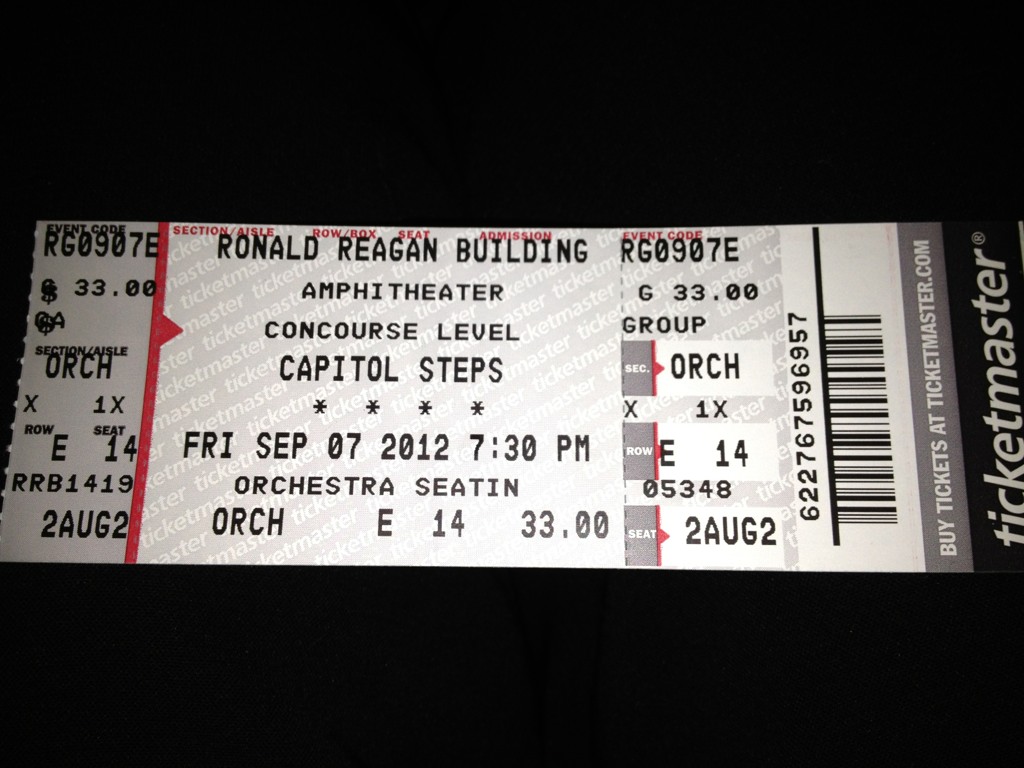 EVENT CODE
RG0907E
$ 33.00
SECTION/AISLE
ORCH
X 1X
ROW SEAT
E 14
RRB1419
2AUG2
SECTION/AISLE ROW/BOX SEAT ADMISSION
RONALD REAGAN BUILDING
AMPHITHEATER
CONCOURSE LEVEL
CAPITOL STEPS
* * * *
FRI SEP 07 2012 7:30 PM
ORCHESTRA SEATIN
ORCH E 14 33.00
EVENT CODE
RG0907E
G 33.00
GROUP
SEC. ORCH
X 1X
ROW E 14
05348
SEAT 2AUG2
622767596957
BUY TICKETS AT TICKETMASTER.COM
ticketmaster®